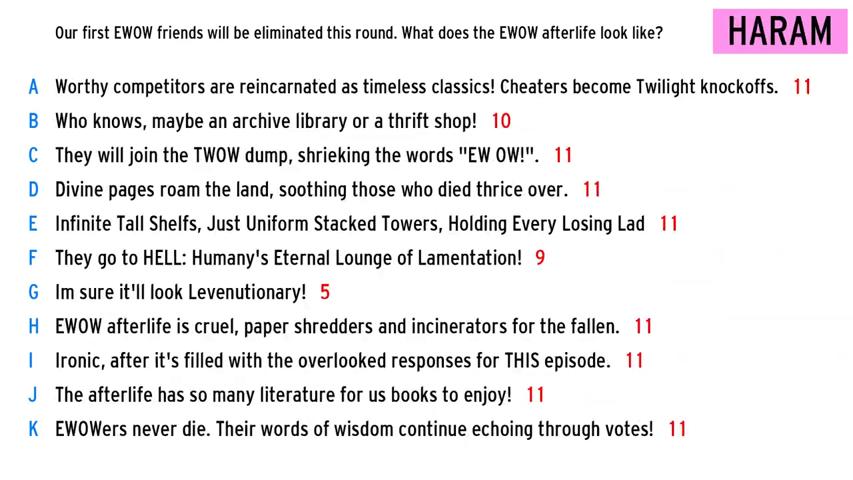 Our first EWOW friends will be eliminated this round. What does the EWOW afterlife look like?
HARAM
A Worthy competitors are reincarnated as timeless classics! Cheaters become Twilight knockoffs. 11
B Who knows, maybe an archive library or a thrift shop! 10
C They will join the TWOW dump, shrieking the words "EW OW!". 11
D Divine pages roam the land, soothing those who died thrice over. 11
E Infinite Tall Shelfs, Just Uniform Stacked Towers, Holding Every Losing Lad 11
F They go to HELL: Humany's Eternal Lounge of Lamentation! 9
G Im sure it'll look Levenutionary! 5
H EWOW afterlife is cruel, paper shredders and incinerators for the fallen. 11
I Ironic, after it's filled with the overlooked responses for THIS episode. 11
J The afterlife has so many literature for us books to enjoy! 11
K EWOWers never die. Their words of wisdom continue echoing through votes! 11